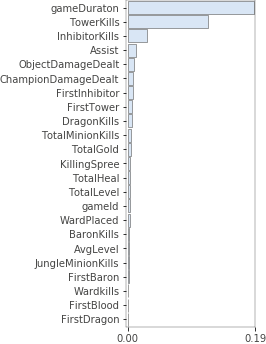 gameDuraton
TowerKills
InhibitorKills
Assist
ObjectDamageDealt
ChampionDamageDealt
FirstInhibitor
FirstTower
DragonKills
TotalMinionKills
TotalGold
KillingSpree
TotalHeal
TotalLevel
gameId
WardPlaced
BaronKills
AvgLevel
JungleMinionKills
FirstBaron
Wardkills
FirstBlood
FirstDragon
0.00 0.19